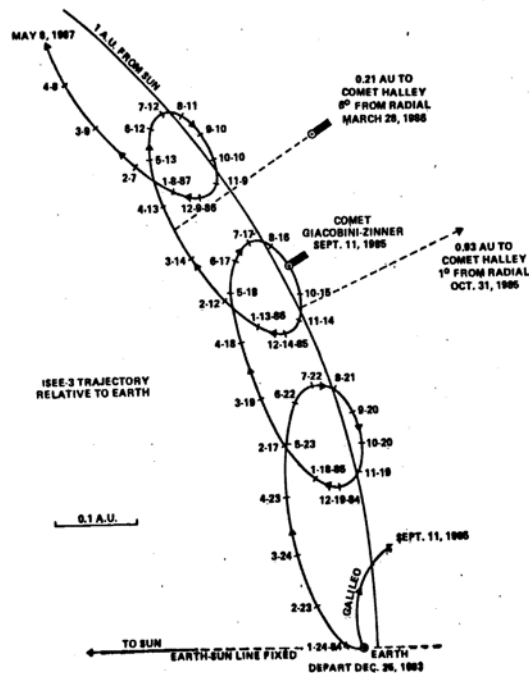 MAY 8, 1987
1 A.U. FROM SUN
4-8
3-9
2-7
7-12
8-11
6-12
9-10
5-13
10-10
1-8-87
11-9
4-13
12-9-86
0.21 AU TO
COMET HALLEY
MARCH 28, 1986
COMET
GIACOBINI-ZINNER
SEPT. 11, 1985
0.93 AU TO
COMET HALLEY
1° FROM RADIAL
OCT. 31, 1985
7-17
8-16
3-14
6-17
5-18
10-15
2-12
1-13-86
11-14
4-18
12-14-85
ISEE-3 TRAJECTORY
RELATIVE TO EARTH
7-22
8-21
6-22
3-19
9-20
2-17
5-23
10-20
1-18-85
11-19
4-23
12-19-84
0.1 A.U.
SEPT. 11, 1985
3-24
GALILEO
2-23
1-24-84
TO SUN
EARTH-SUN LINE FIXED
EARTH
DEPART DEC. 26, 1983